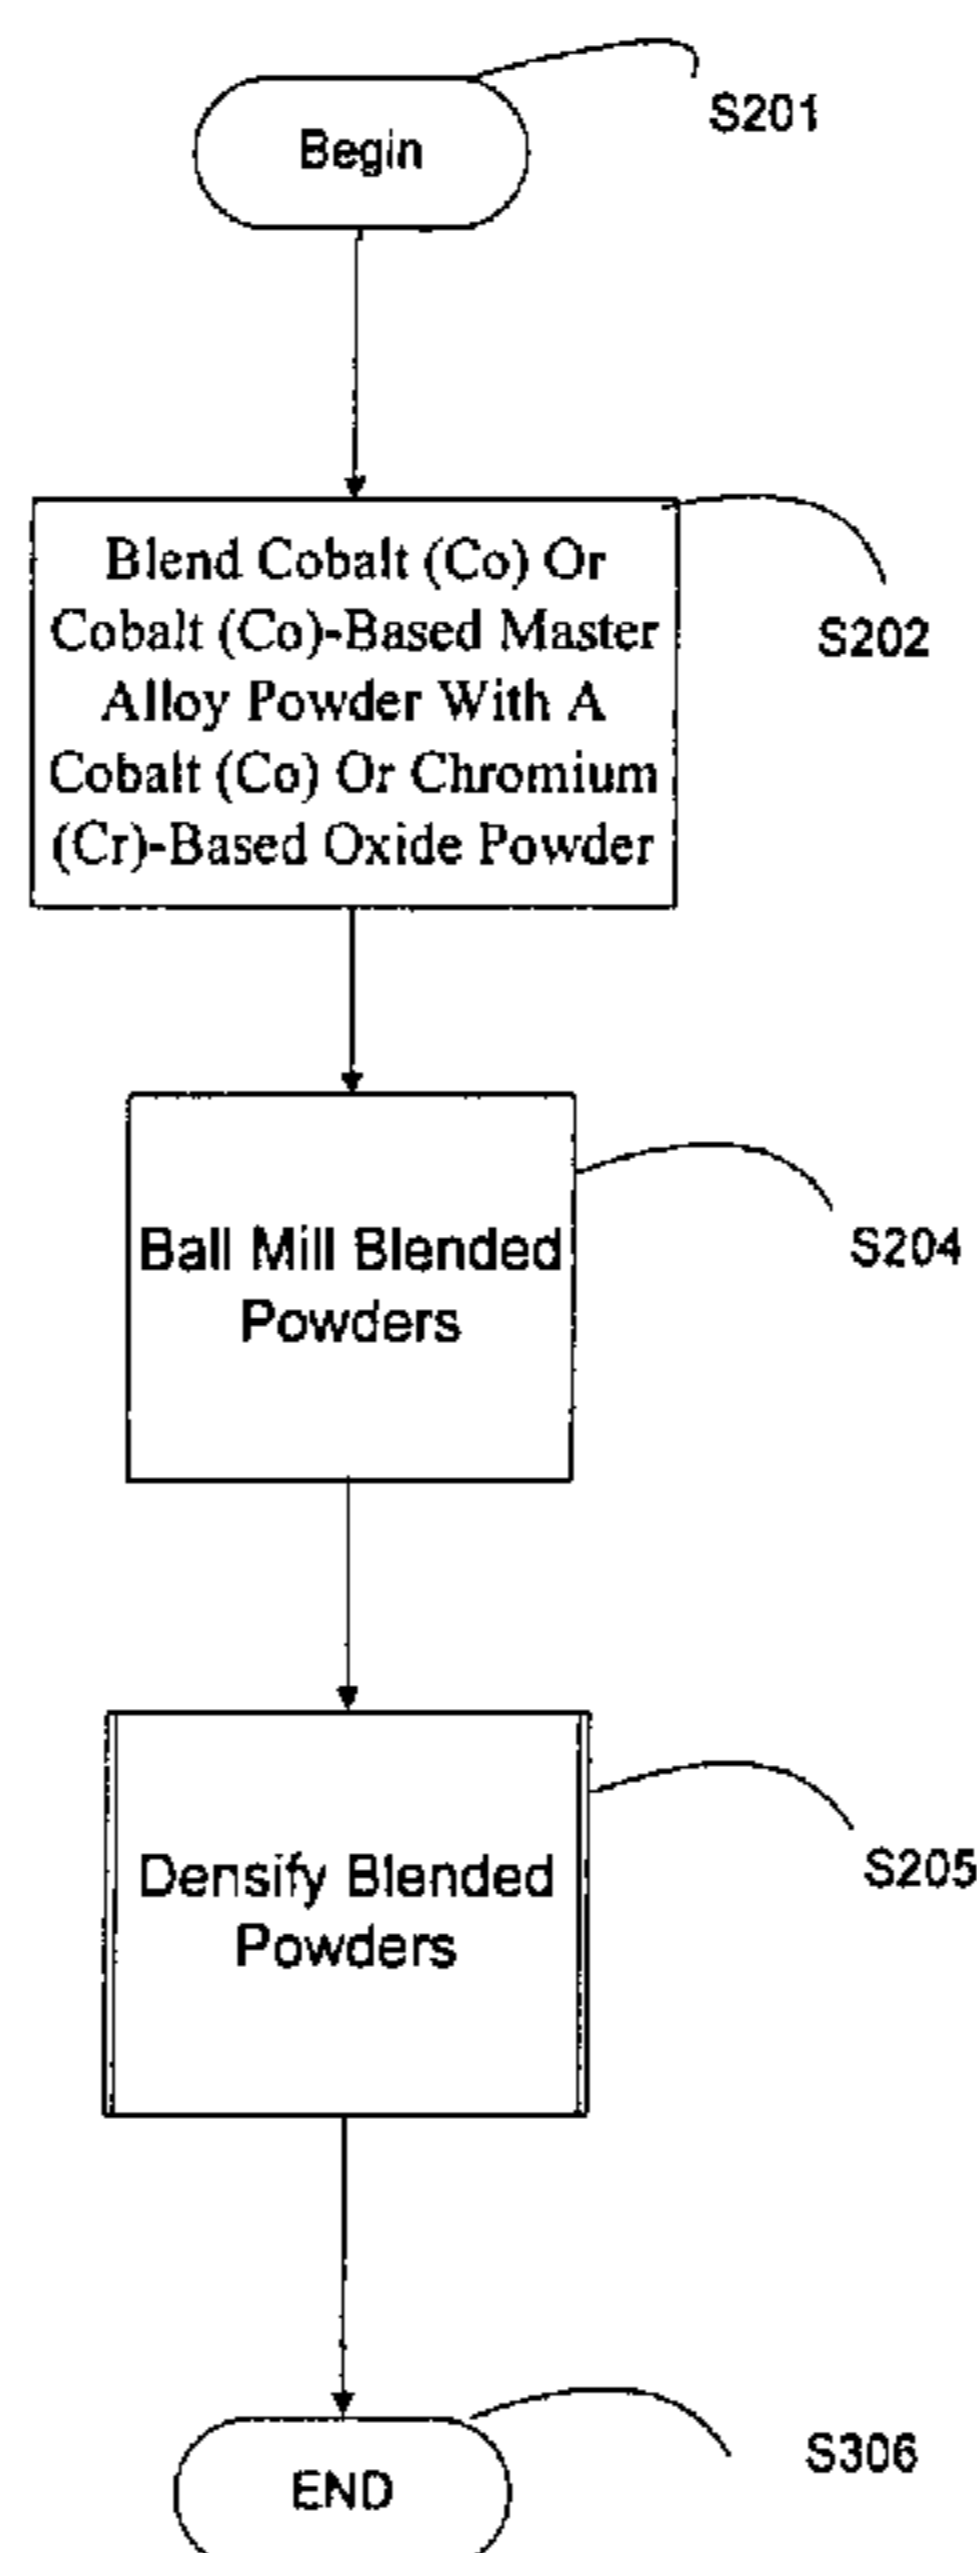 Begin
S201
Blend Cobalt (Co) Or
Cobalt (Co)-Based Master
Alloy Powder With A
Cobalt (Co) Or Chromium
(Cr)-Based Oxide Powder
S202
Ball Mill Blended
Powders
S204
Densify Blended
Powders
S205
END
S306